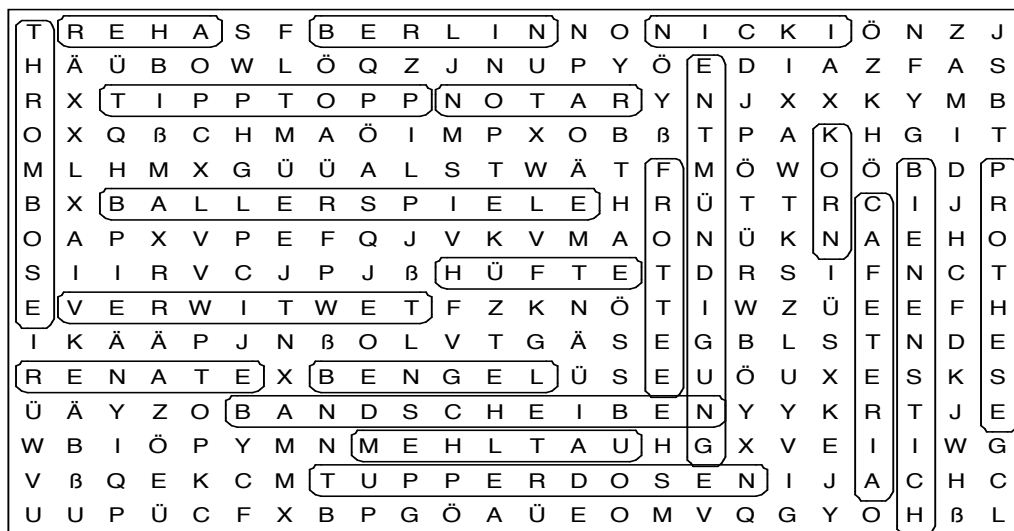 T R E H A S F B E R L I N N O N I C K I Ö N Z J
H Ä Ü B O W L Ö Q Z J N U P Y Ö E D I A Z F A S
R X T I P P T O P P N O T A R Y N J X X K Y M B
O X Q ß C H M A Ö I M P X O B ß T P A K H G I T
M L H M X G Ü Ü A L S T W Ä T F M Ö W O Ö B D P
B X B A L L E R S P I E L E H R Ü T T R C I J R
O A P X V P E F Q J V K V M A O N Ü K N A E H O
S I I R V C J P J ß H Ü F T E T D R S I F N C T
E V E R W I T W E T F Z K N Ö T I W Z Ü E E F H
I K Ä Ä P J N ß O L V T G Ä S E G B L S T N D E
R E N A T E X B E N G E L Ü S E U Ö U X E S K S
Ü Ä Y Z O B A N D S C H E I B E N Y Y K R T J E
W B I Ö P Y M N M E H L T A U H G X V E I I W G
V ß Q E K C M T U P P E R D O S E N I J A C H C
U U P Ü C F X B P G Ö A Ü E O M V Q G Y O H ß L